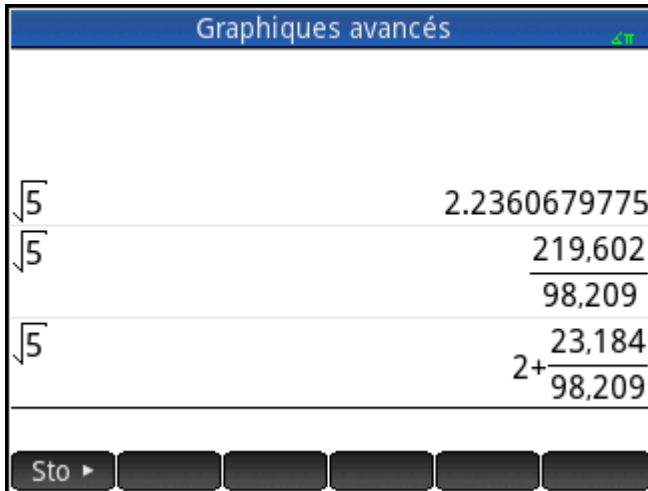 Graphiques avancés
∡π
√5
2.2360679775
√5
219,602
98,209
√5
2+23,184
98,209
Sto ▸